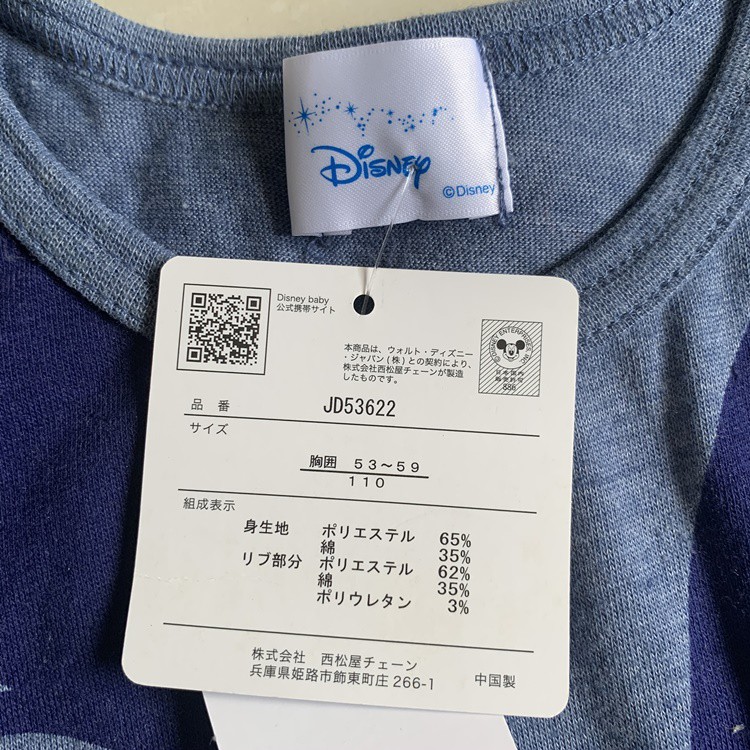 Disney
©Disney
Disney baby
公式携帯サイト
本商品は、ウォルト・ディズニー
・ジャパン(株)との契約により、
株式会社西松屋チェーンが製造
したものです。
品番 JD53622
サイズ
胸囲 53～59
110
組成表示
身生地 ポリエステル 65%
綿 35%
リブ部分 ポリエステル 62%
綿 35%
ポリウレタン 3%
株式会社 西松屋チェーン
兵庫県姫路市飾東町庄266-1
中国製